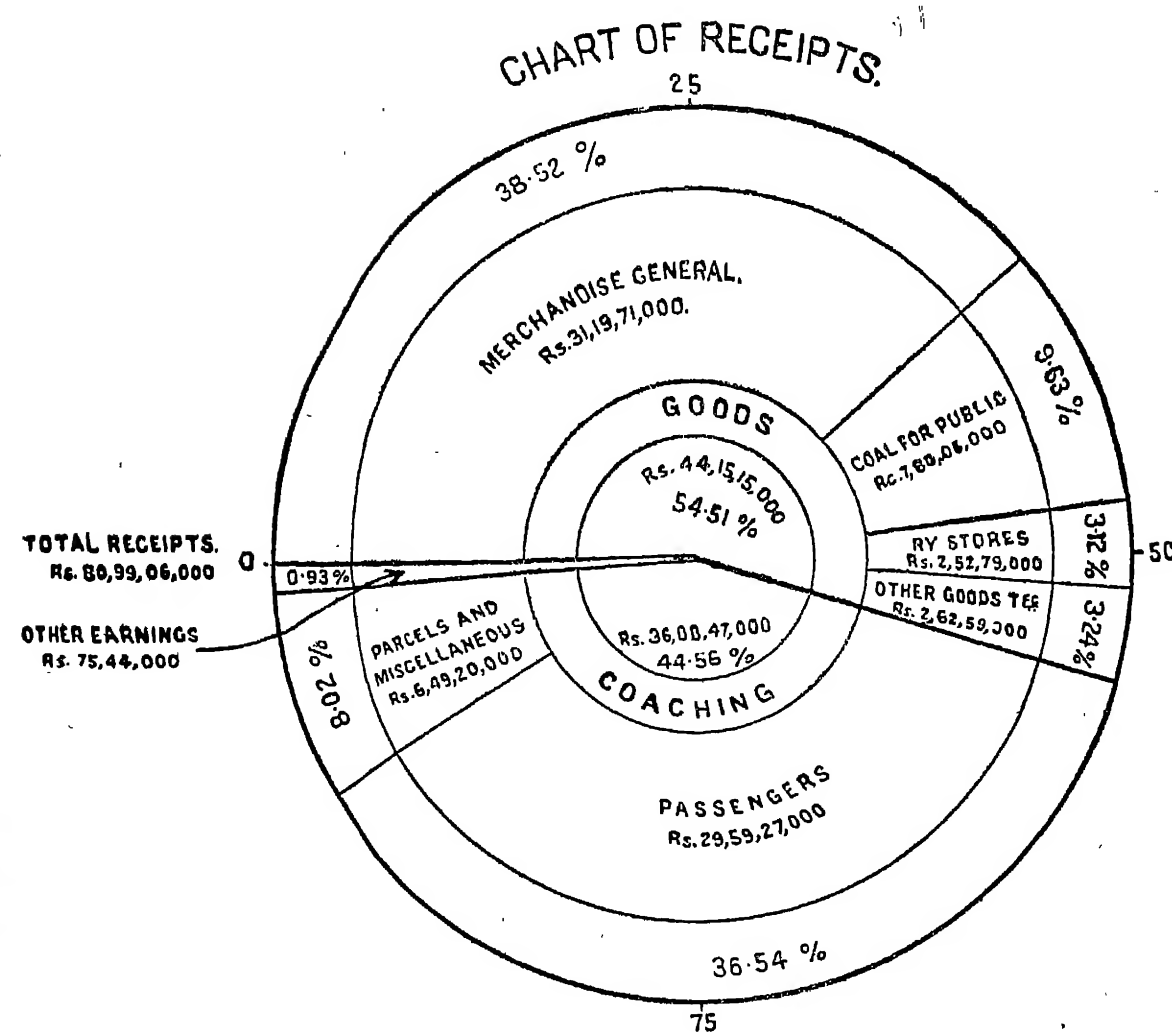 CHART OF RECEIPTS.
25
38·52 %
MERCHANDISE GENERAL.
Rs.31,19,71,000.
9·63 %
COAL FOR PUBLIC
Rc.7,80,06,000
GOODS
Rs. 44,15,15,000
54·51 %
3·12 %
RY STORES
Rs. 2,52,79,000
50
OTHER GOODS
Rs. 2,62,59,000
3·24%
TOTAL RECEIPTS.
Rs. 80,99,06,000
0
0·93 %
OTHER EARNINGS
Rs. 75,44,000
PARCELS AND
MISCELLANEOUS
Rs.6,49,20,000
8·02 %
Rs. 36,08,47,000
44·56 %
COACHING
PASSENGERS
Rs.29,59,27,000
36·54 %
75